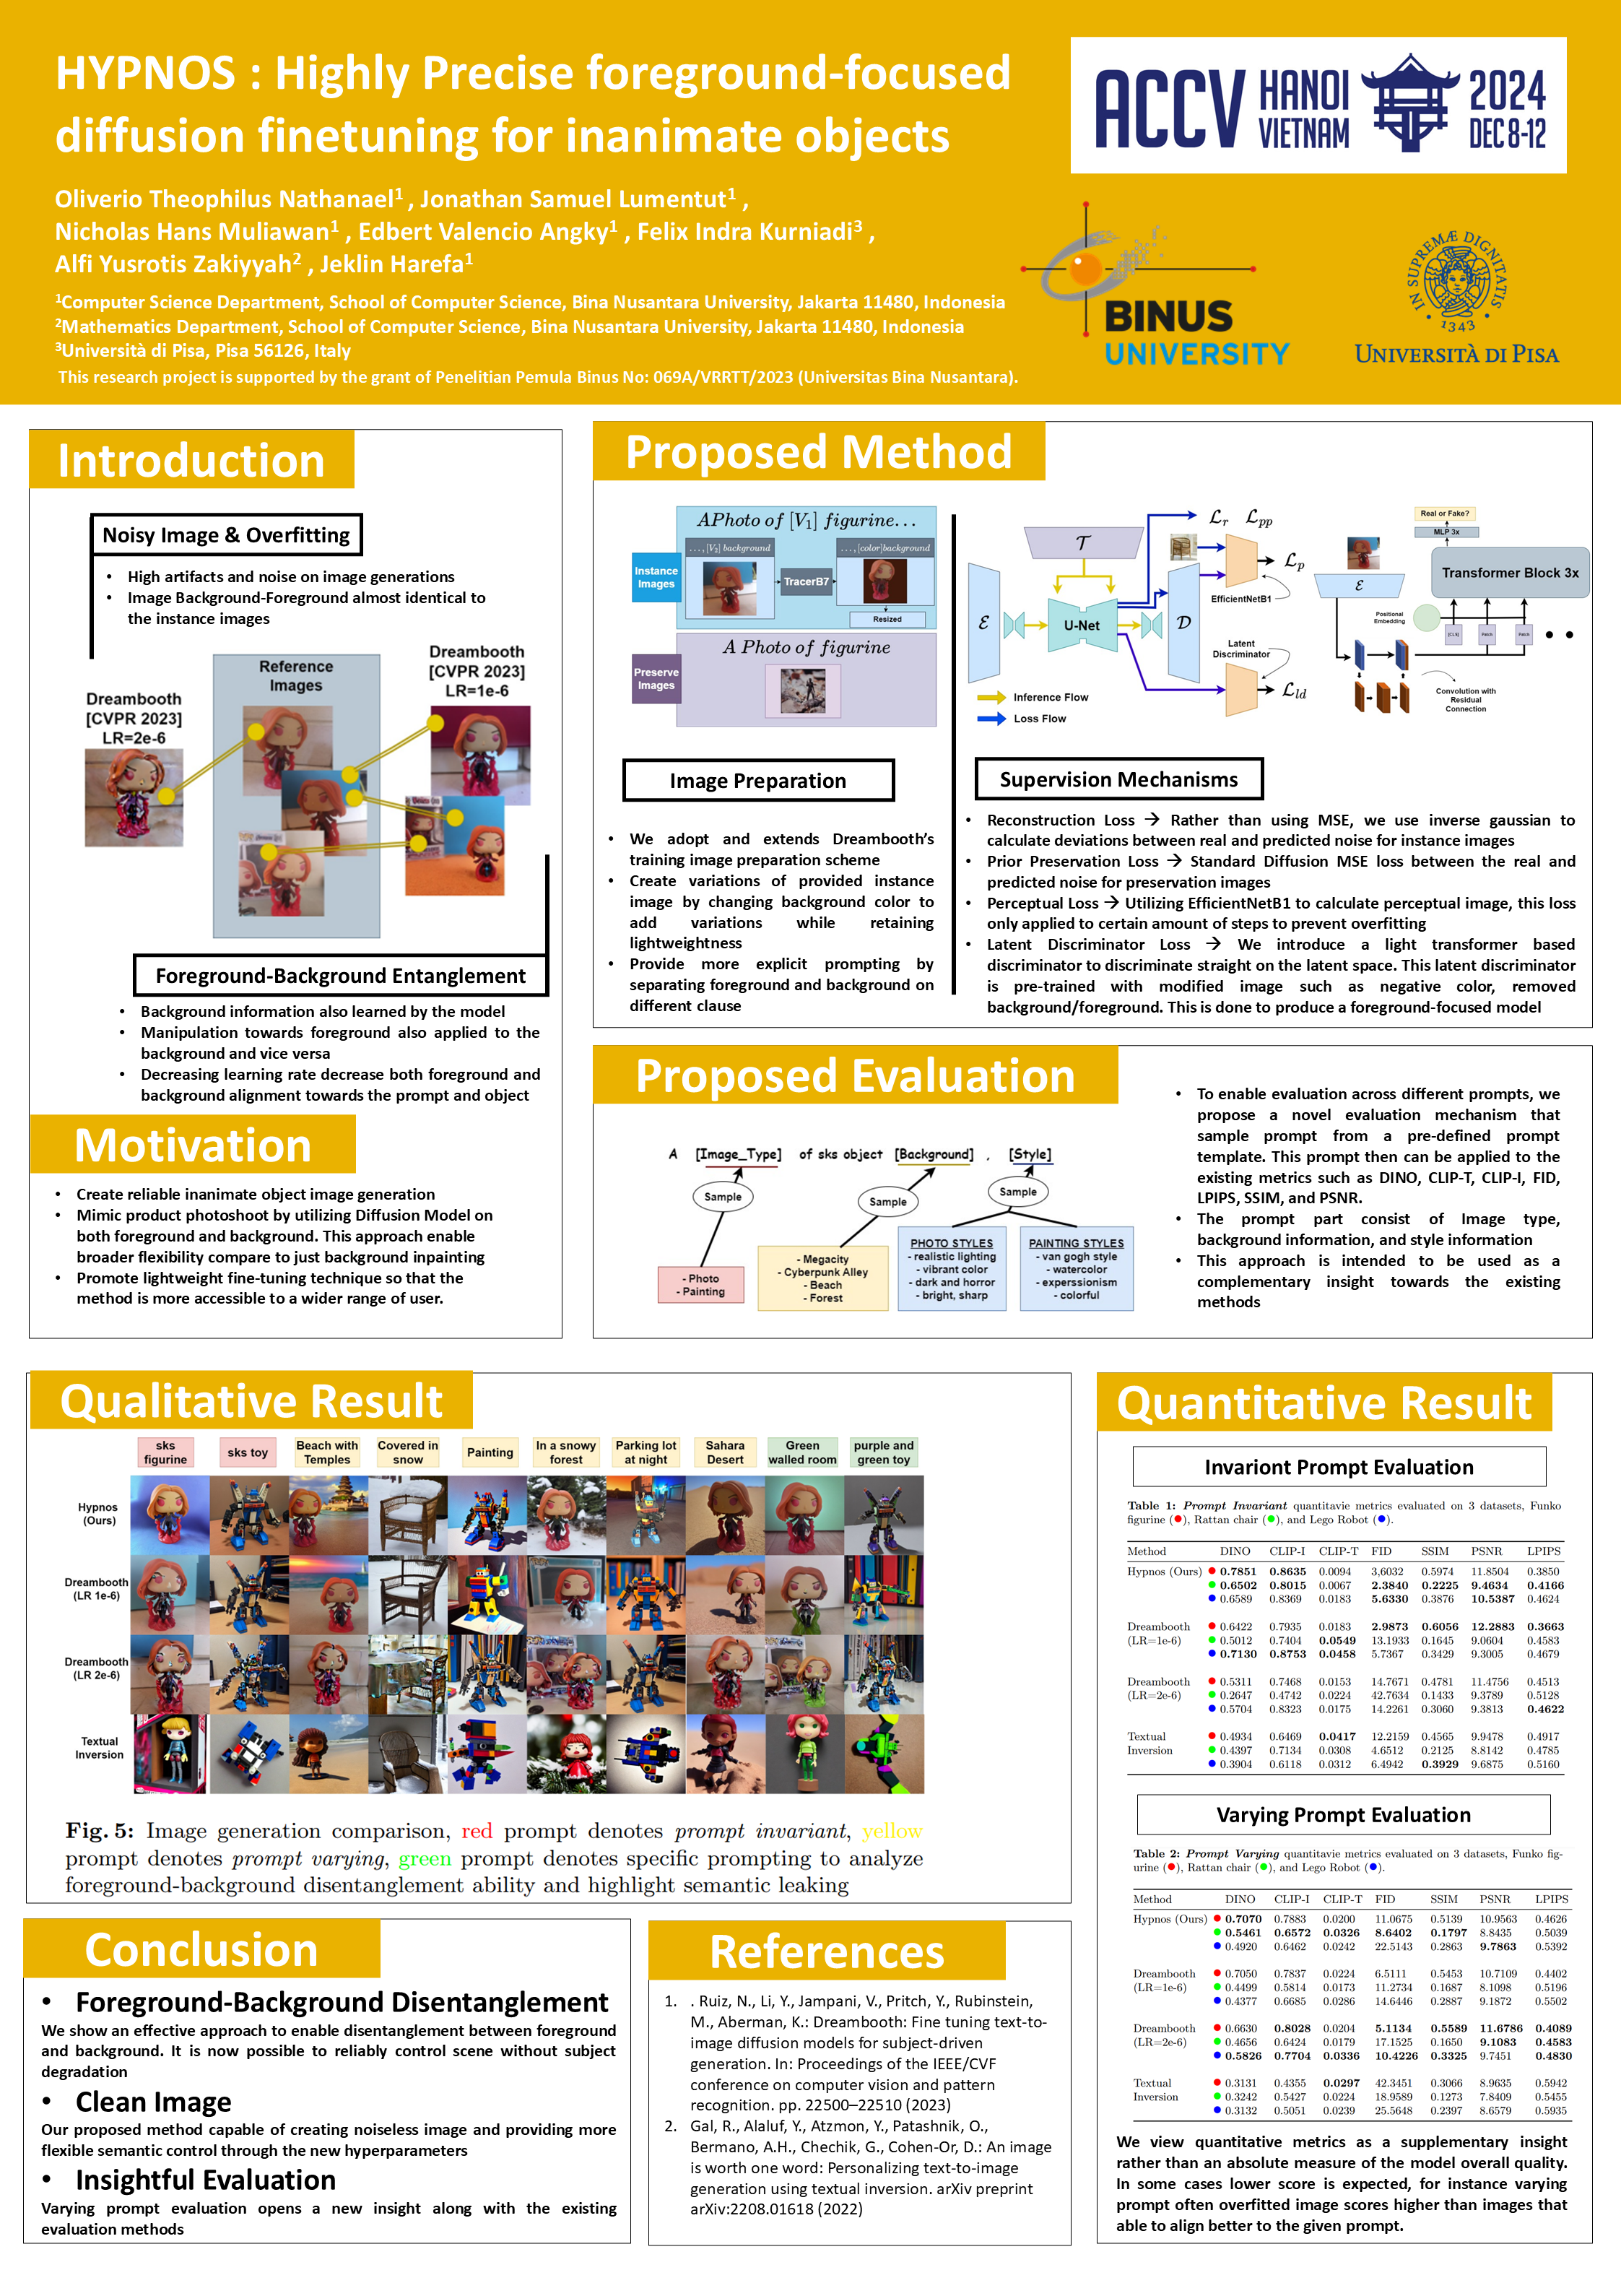 HYPNOS : Highly Precise foreground-focused
diffusion finetuning for inanimate objects
Oliverio Theophilus Nathanael1 , Jonathan Samuel Lumentut1 ,
Nicholas Hans Muliawan1 , Edbert Valencio Angky1 , Felix Indra Kurniadi3 ,
Alfi Yusrotis Zakiyyah2 , Jeklin Harefa1
1Computer Science Department, School of Computer Science, Bina Nusantara University, Jakarta 11480, Indonesia
2Mathematics Department, School of Computer Science, Bina Nusantara University, Jakarta 11480, Indonesia
3Università di Pisa, Pisa 56126, Italy
This research project is supported by the grant of Penelitian Pemula Binus No: 069A/VRRTT/2023 (Universitas Bina Nusantara).
ACCV HANOI VIETNAM 2024 DEC 8-12
BINUS
UNIVERSITY
IN SUPREMÆ DIGNITATIS
· 1343 ·
UNIVERSITÀ DI PISA
Introduction
Noisy Image & Overfitting
• High artifacts and noise on image generations
• Image Background-Foreground almost identical to
the instance images
Reference
Images
Dreambooth
[CVPR 2023]
LR=1e-6
Dreambooth
[CVPR 2023]
LR=2e-6
Foreground-Background Entanglement
• Background information also learned by the model
• Manipulation towards foreground also applied to the
background and vice versa
• Decreasing learning rate decrease both foreground and
background alignment towards the prompt and object
Motivation
• Create reliable inanimate object image generation
• Mimic product photoshoot by utilizing Diffusion Model on
both foreground and background. This approach enable
broader flexibility compare to just background inpainting
• Promote lightweight fine-tuning technique so that the
method is more accessible to a wider range of user.
Proposed Method
A Photo of [V1] figurine...
Instance
Images
..., [V2] background
TracerB7
..., [color] background
Resized
A Photo of figurine
Preserve
Images
Image Preparation
• We adopt and extends Dreambooth's
training image preparation scheme
• Create variations of provided instance
image by changing background color to
add variations while retaining
lightweightness
• Provide more explicit prompting by
separating foreground and background on
different clause
T
E
U-Net
D
Lr Lpp
Lp
EfficientNetB1
Latent
Discriminator
Lld
Inference Flow
Loss Flow
Real or Fake?
MLP 3x
Transformer Block 3x
E
Positional
Embedding
[CLS]
Patch
Patch
Convolution with
Residual
Connection
Supervision Mechanisms
• Reconstruction Loss → Rather than using MSE, we use inverse gaussian to
calculate deviations between real and predicted noise for instance images
• Prior Preservation Loss → Standard Diffusion MSE loss between the real and
predicted noise for preservation images
• Perceptual Loss → Utilizing EfficientNetB1 to calculate perceptual image, this loss
only applied to certain amount of steps to prevent overfitting
• Latent Discriminator Loss → We introduce a light transformer based
discriminator to discriminate straight on the latent space. This latent discriminator
is pre-trained with modified image such as negative color, removed
background/foreground. This is done to produce a foreground-focused model
Proposed Evaluation
A [Image_Type] of sks object [Background] , [Style]
Sample
Sample
Sample
- Photo
- Painting
- Megacity
- Cyberpunk Alley
- Beach
- Forest
PHOTO STYLES
- realistic lighting
- vibrant color
- dark and horror
- bright, sharp
PAINTING STYLES
- van gogh style
- watercolor
- experssionism
- colorful
• To enable evaluation across different prompts, we
propose a novel evaluation mechanism that
sample prompt from a pre-defined prompt
template. This prompt then can be applied to the
existing metrics such as DINO, CLIP-T, CLIP-I, FID,
LPIPS, SSIM, and PSNR.
• The prompt part consist of Image type,
background information, and style information
• This approach is intended to be used as a
complementary insight towards the existing
methods
Qualitative Result
sks figurine
sks toy
Beach with Temples
Covered in snow
Painting
In a snowy forest
Parking lot at night
Sahara Desert
Green walled room
purple and green toy
Hypnos
(Ours)
Dreambooth
(LR 1e-6)
Dreambooth
(LR 2e-6)
Textual
Inversion
Fig. 5: Image generation comparison, red prompt denotes prompt invariant, yellow
prompt denotes prompt varying, green prompt denotes specific prompting to analyze
foreground-background disentanglement ability and highlight semantic leaking
Quantitative Result
Invariont Prompt Evaluation
Table 1: Prompt Invariant quantitavie metrics evaluated on 3 datasets, Funko
figurine (●), Rattan chair (●), and Lego Robot (●).
Method DINO CLIP-I CLIP-T FID SSIM PSNR LPIPS
Hypnos (Ours) ● 0.7851 0.8635 0.0094 3,6032 0.5974 11.8504 0.3850
● 0.6502 0.8015 0.0067 2.3840 0.2225 9.4634 0.4166
● 0.6589 0.8369 0.0183 5.6330 0.3876 10.5387 0.4624
Dreambooth ● 0.6422 0.7935 0.0183 2.9873 0.6056 12.2883 0.3663
(LR=1e-6) ● 0.5012 0.7404 0.0549 13.1933 0.1645 9.0604 0.4583
● 0.7130 0.8753 0.0458 5.7367 0.3429 9.3005 0.4679
Dreambooth ● 0.5311 0.7468 0.0153 14.7671 0.4781 11.4756 0.4513
(LR=2e-6) ● 0.2647 0.4742 0.0224 42.7634 0.1433 9.3789 0.5128
● 0.5704 0.8323 0.0175 14.2261 0.3060 9.3813 0.4622
Textual ● 0.4934 0.6469 0.0417 12.2159 0.4565 9.9478 0.4917
Inversion ● 0.4397 0.7134 0.0308 4.6512 0.2125 8.8142 0.4785
● 0.3904 0.6118 0.0312 6.4942 0.3929 9.6875 0.5160
Varying Prompt Evaluation
Table 2: Prompt Varying quantitavie metrics evaluated on 3 datasets, Funko fig-
urine (●), Rattan chair (●), and Lego Robot (●).
Method DINO CLIP-I CLIP-T FID SSIM PSNR LPIPS
Hypnos (Ours) ● 0.7070 0.7883 0.0200 11.0675 0.5139 10.9563 0.4626
● 0.5461 0.6572 0.0326 8.6402 0.1797 8.8435 0.5039
● 0.4920 0.6462 0.0242 22.5143 0.2863 9.7863 0.5392
Dreambooth ● 0.7050 0.7837 0.0224 6.5111 0.5453 10.7109 0.4402
(LR=1e-6) ● 0.4499 0.5814 0.0173 11.2734 0.1687 8.1098 0.5196
● 0.4377 0.6685 0.0286 14.6446 0.2887 9.1872 0.5502
Dreambooth ● 0.6630 0.8028 0.0204 5.1134 0.5589 11.6786 0.4089
(LR=2e-6) ● 0.4656 0.6424 0.0179 17.1525 0.1650 9.1083 0.4583
● 0.5826 0.7704 0.0336 10.4226 0.3325 9.7451 0.4830
Textual ● 0.3131 0.4355 0.0297 42.3451 0.3066 8.9635 0.5942
Inversion ● 0.3242 0.5427 0.0224 18.9589 0.1273 7.8409 0.5455
● 0.3132 0.5051 0.0239 25.5648 0.2397 8.6579 0.5935
We view quantitative metrics as a supplementary insight
rather than an absolute measure of the model overall quality.
In some cases lower score is expected, for instance varying
prompt often overfitted image scores higher than images that
able to align better to the given prompt.
Conclusion
• Foreground-Background Disentanglement
We show an effective approach to enable disentanglement between foreground
and background. It is now possible to reliably control scene without subject
degradation
• Clean Image
Our proposed method capable of creating noiseless image and providing more
flexible semantic control through the new hyperparameters
• Insightful Evaluation
Varying prompt evaluation opens a new insight along with the existing
evaluation methods
References
1. . Ruiz, N., Li, Y., Jampani, V., Pritch, Y., Rubinstein,
M., Aberman, K.: Dreambooth: Fine tuning text-to-
image diffusion models for subject-driven
generation. In: Proceedings of the IEEE/CVF
conference on computer vision and pattern
recognition. pp. 22500–22510 (2023)
2. Gal, R., Alaluf, Y., Atzmon, Y., Patashnik, O.,
Bermano, A.H., Chechik, G., Cohen-Or, D.: An image
is worth one word: Personalizing text-to-image
generation using textual inversion. arXiv preprint
arXiv:2208.01618 (2022)